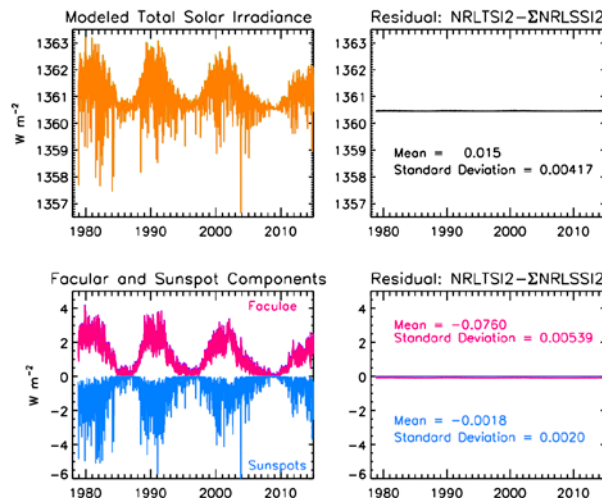 Modeled Total Solar Irradiance
1363
1362
1361
1360
1359
1358
1357
W m⁻²
1980 1990 2000 2010
Residual: NRLTSI2−ΣNRLSSI2
1363
1362
1361
1360
1359
1358
1357
Mean = 0.015
Standard Deviation = 0.00417
1980 1990 2000 2010
Facular and Sunspot Components
4
2
0
−2
−4
−6
W m⁻²
Faculae
Sunspots
1980 1990 2000 2010
Residual: NRLTSI2−ΣNRLSSI2
4
2
0
−2
−4
−6
Mean = −0.0760
Standard Deviation = 0.00539
Mean = −0.0018
Standard Deviation = 0.0020
1980 1990 2000 2010